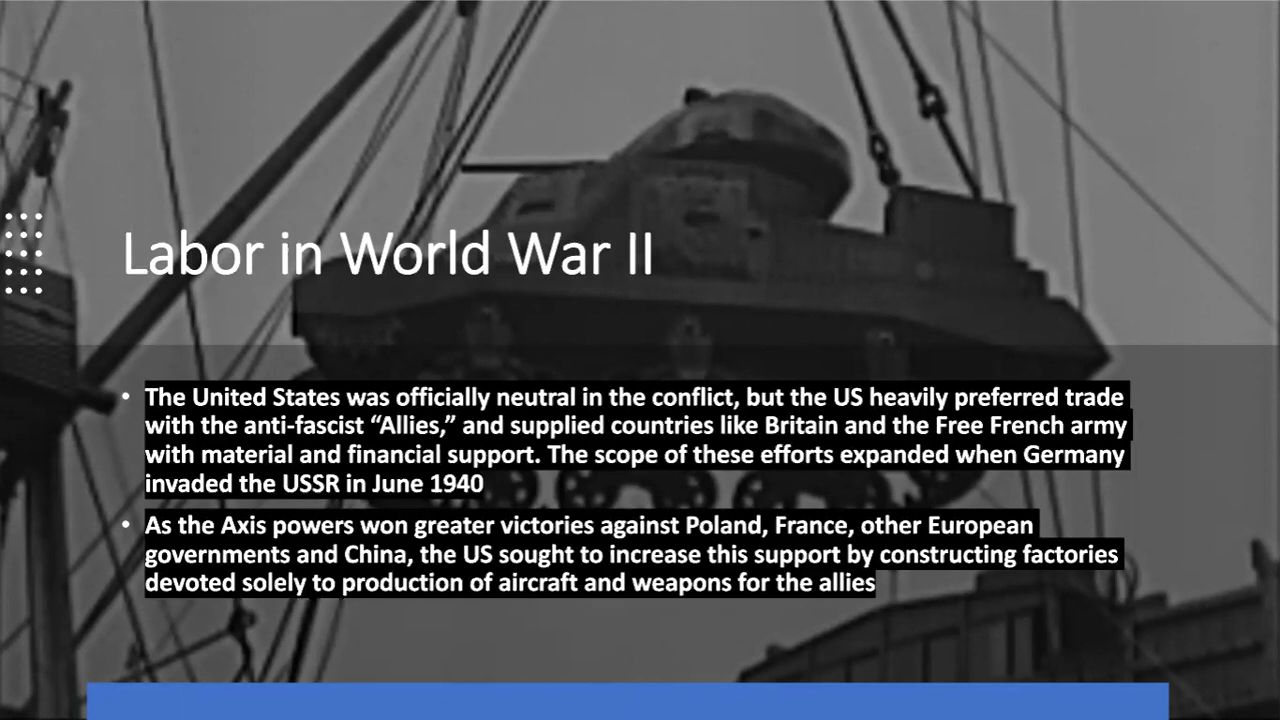 Labor in World War II
• The United States was officially neutral in the conflict, but the US heavily preferred trade
with the anti-fascist “Allies,” and supplied countries like Britain and the Free French army
with material and financial support. The scope of these efforts expanded when Germany
invaded the USSR in June 1940
• As the Axis powers won greater victories against Poland, France, other European
governments and China, the US sought to increase this support by constructing factories
devoted solely to production of aircraft and weapons for the allies